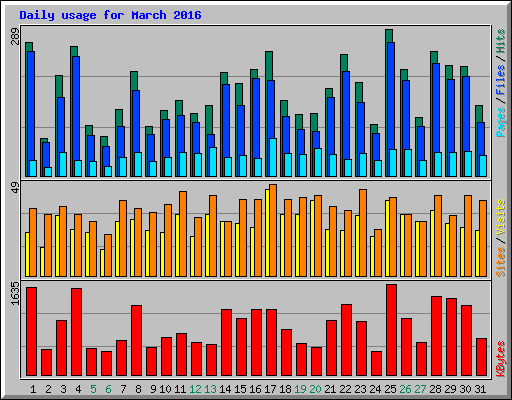 Daily usage for March 2016
289
Pages / Files / Hits
49
Sites / Visits
1635
KBytes
1 2 3 4 5 6 7 8 9 10 11 12 13 14 15 16 17 18 19 20 21 22 23 24 25 26 27 28 29 30 31